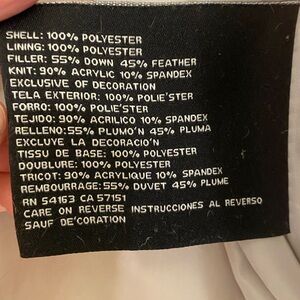 SHELL: 100% POLYESTER
LINING: 100% POLYESTER
FILLER: 55% DOWN 45% FEATHER
KNIT: 90% ACRYLIC 10% SPANDEX
EXCLUSIVE OF DECORATION
TELA EXTERIOR: 100% POLIE'STER
FORRO: 100% POLIE'STER
TEJIDO: 90% ACRILICO 10% SPANDEX
RELLENO:55% PLUMO'N 45% PLUMA
EXCLUYE LA DECORACIO'N
TISSU DE BASE: 100% POLYESTER
DOUBLURE: 100% POLYESTER
TRICOT: 90% ACRYLIQUE 10% SPANDEX
REMBOURRAGE:55% DUVET 45% PLUME
RN 54163 CA 57151
CARE ON REVERSE INSTRUCCIONES AL REVERSO
SAUF DE'CORATION